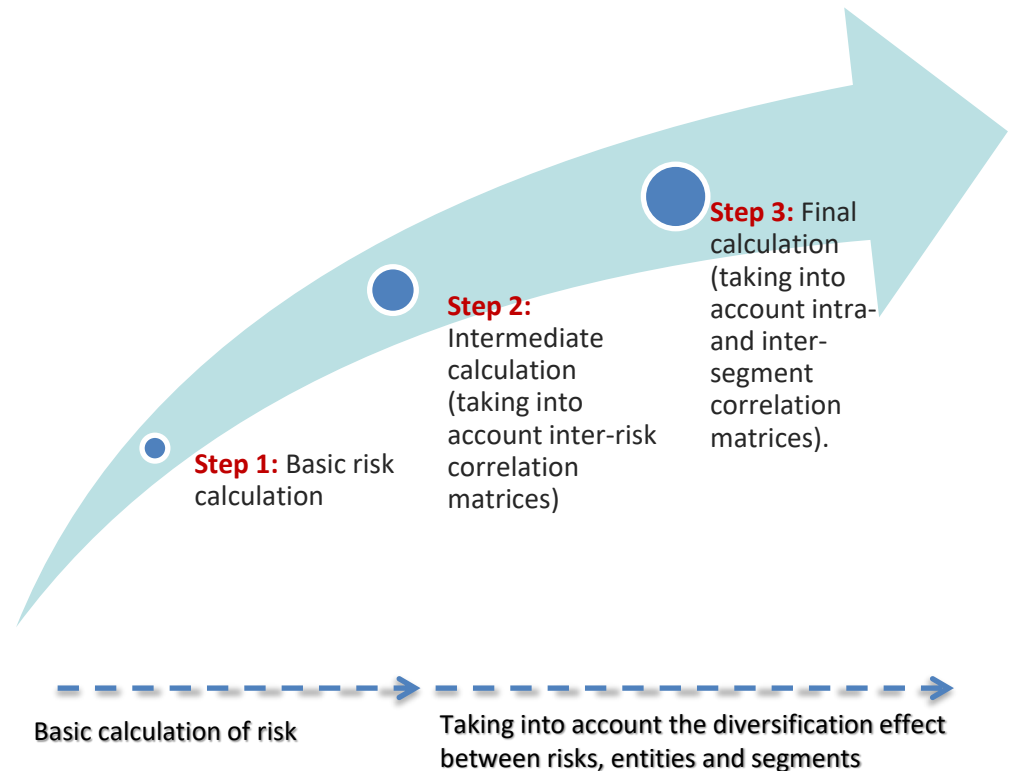 Step 1: Basic risk
calculation
Step 2:
Intermediate
calculation
(taking into
account inter-risk
correlation
matrices)
Step 3: Final
calculation
(taking into
account intra-
and inter-
segment
correlation
matrices).
Basic calculation of risk
Taking into account the diversification effect
between risks, entities and segments